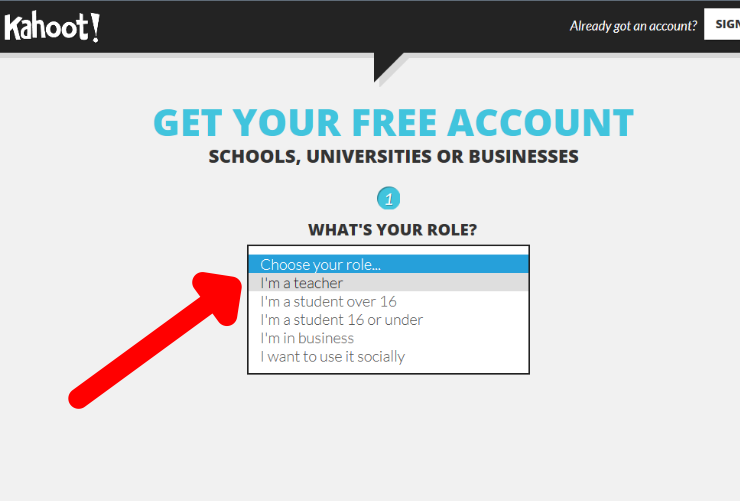 Kahoot!
Already got an account?
SIGN
GET YOUR FREE ACCOUNT
SCHOOLS, UNIVERSITIES OR BUSINESSES
1
WHAT'S YOUR ROLE?
Choose your role...
I'm a teacher
I'm a student over 16
I'm a student 16 or under
I'm in business
I want to use it socially